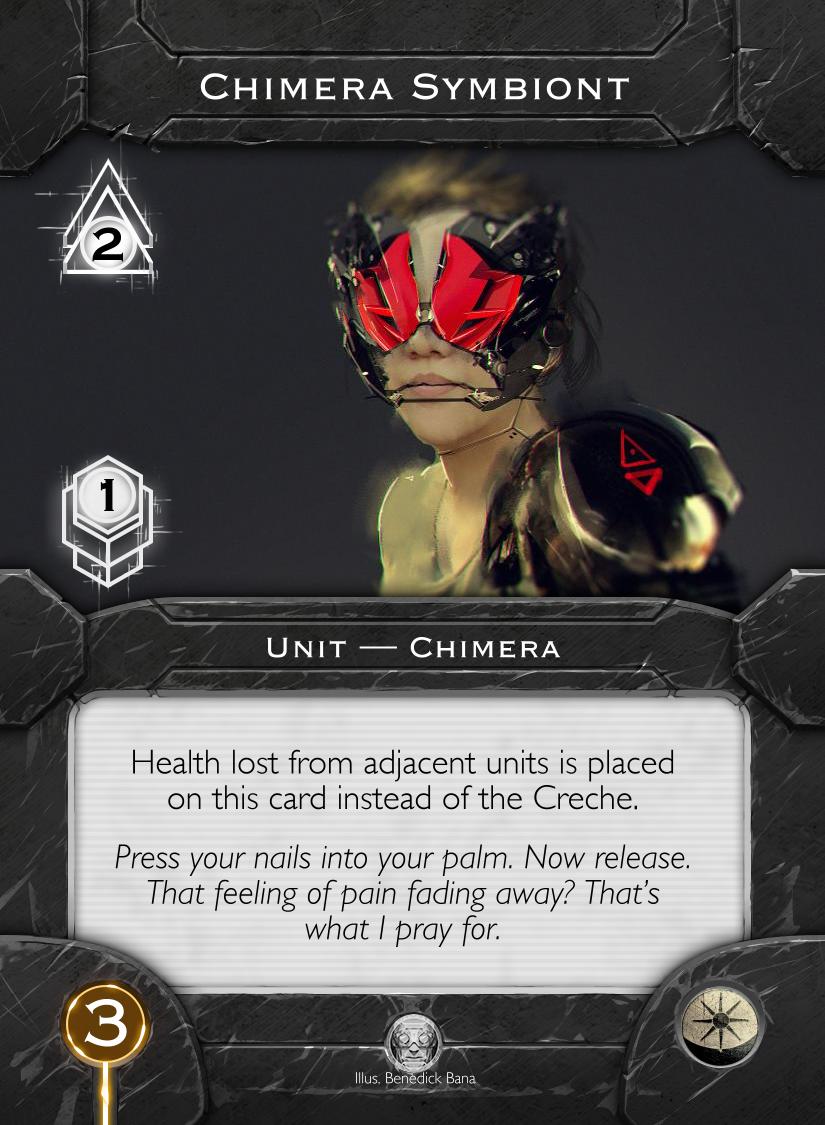 Chimera Symbiont
2
1
Unit — Chimera
Health lost from adjacent units is placed
on this card instead of the Creche.
Press your nails into your palm. Now release.
That feeling of pain fading away? That's
what I pray for.
3
Illus. Benedick Bana